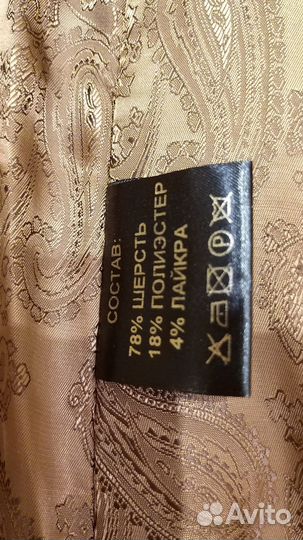 СОСТАВ:
78% ШЕРСТЬ
18% ПОЛИЭСТЕР
4% ЛАЙКРА
P
Avito